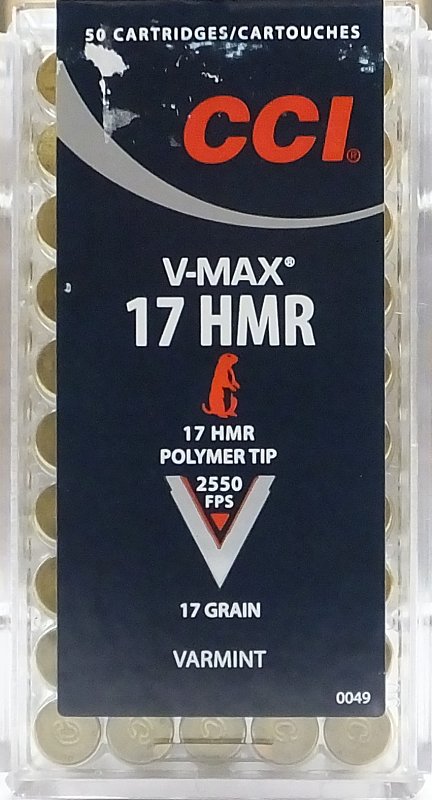 50 CARTRIDGES/CARTOUCHES
CCI®
V-MAX®
17 HMR
17 HMR
POLYMER TIP
2550
FPS
17 GRAIN
VARMINT
0049
C C C C C